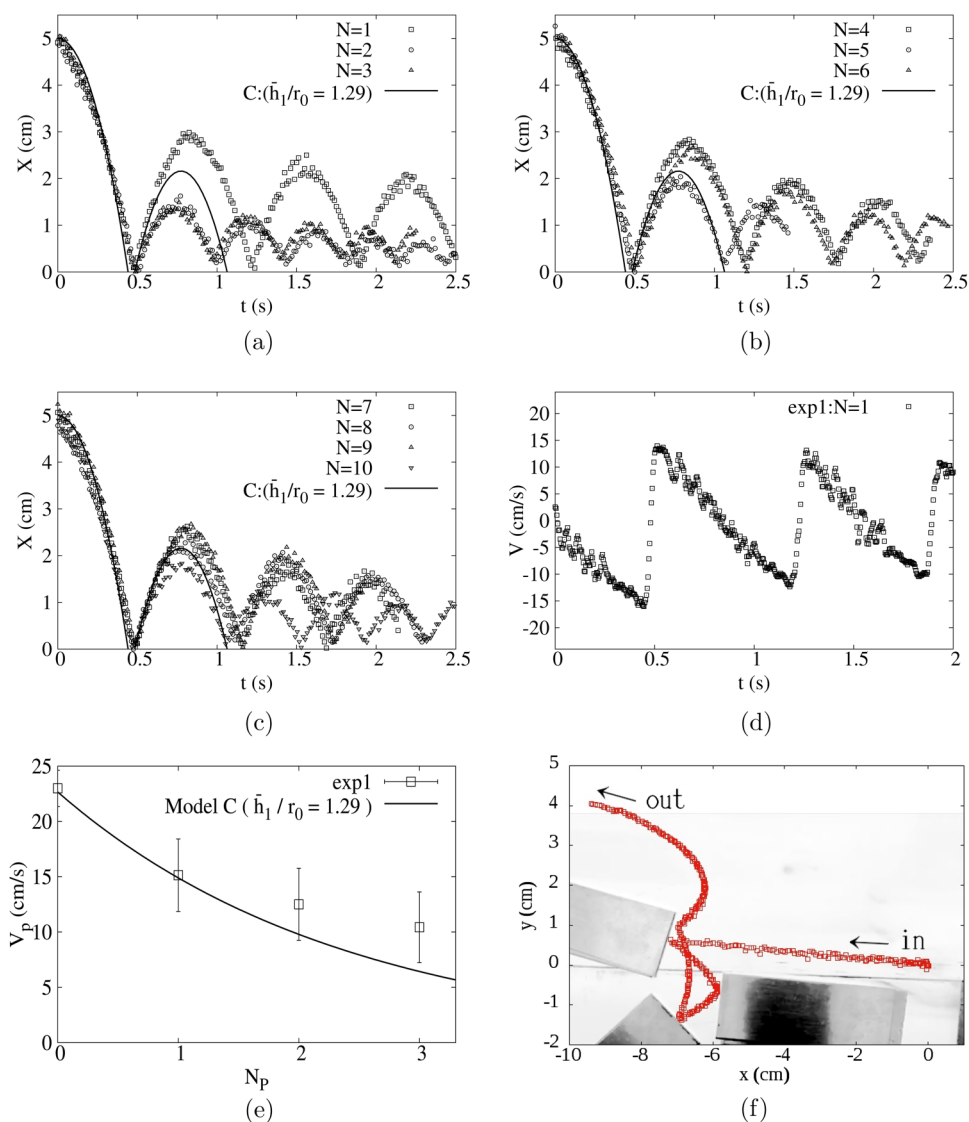 N=1
N=2
N=3
C:(h̄₁/r₀ = 1.29)
X (cm)
5
4
3
2
1
0
0 0.5 1 1.5 2 2.5
t (s)
(a)
N=4
N=5
N=6
C:(h̄₁/r₀ = 1.29)
X (cm)
5
4
3
2
1
0
0 0.5 1 1.5 2 2.5
t (s)
(b)
N=7
N=8
N=9
N=10
C:(h̄₁/r₀ = 1.29)
X (cm)
5
4
3
2
1
0
0 0.5 1 1.5 2 2.5
t (s)
(c)
exp1:N=1
V (cm/s)
20
15
10
5
0
-5
-10
-15
-20
0 0.5 1 1.5 2
t (s)
(d)
exp1
Model C ( h̄₁ / r₀ = 1.29 )
Vₚ (cm/s)
25
20
15
10
5
0
0 1 2 3
N_P
(e)
out
in
y (cm)
5
4
3
2
1
0
-1
-2
-10 -8 -6 -4 -2 0
x (cm)
(f)